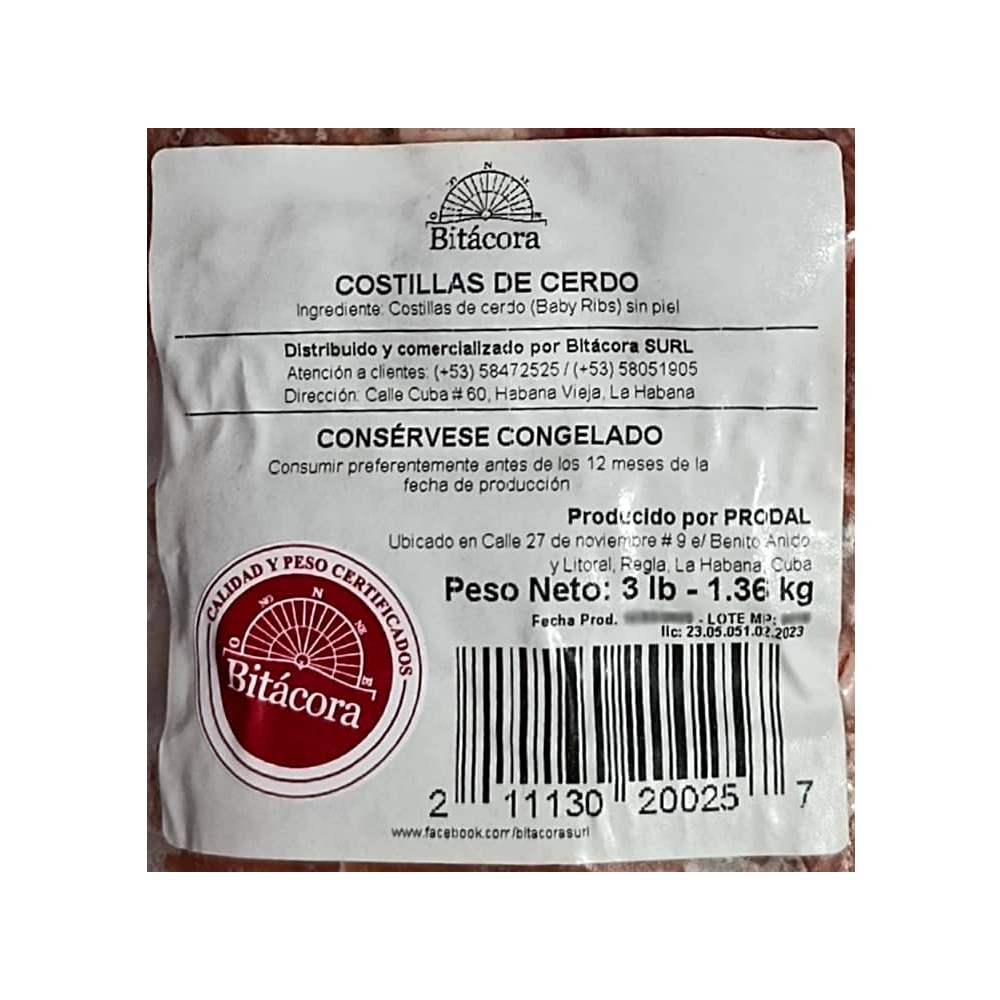 N
O
E
Bitácora
COSTILLAS DE CERDO
Ingrediente: Costillas de cerdo (Baby Ribs) sin piel
Distribuido y comercializado por Bitácora SURL
Atención a clientes: (+53) 58472525 / (+53) 58051905
Dirección: Calle Cuba # 60, Habana Vieja, La Habana
CONSÉRVESE CONGELADO
Consumir preferentemente antes de los 12 meses de la
fecha de producción
Producido por PRODAL
Ubicado en Calle 27 de noviembre # 9 e/ Benito Anido
y Litoral, Regla, La Habana, Cuba
Peso Neto: 3 lb - 1.36 kg
Fecha Prod. - LOTE MP:
lic: 23.05.051.02.2023
CALIDAD Y PESO CERTIFICADOS
N
NO
NE
O
E
Bitácora
2 11130 20025 7
www.facebook.com/bitacorasurl